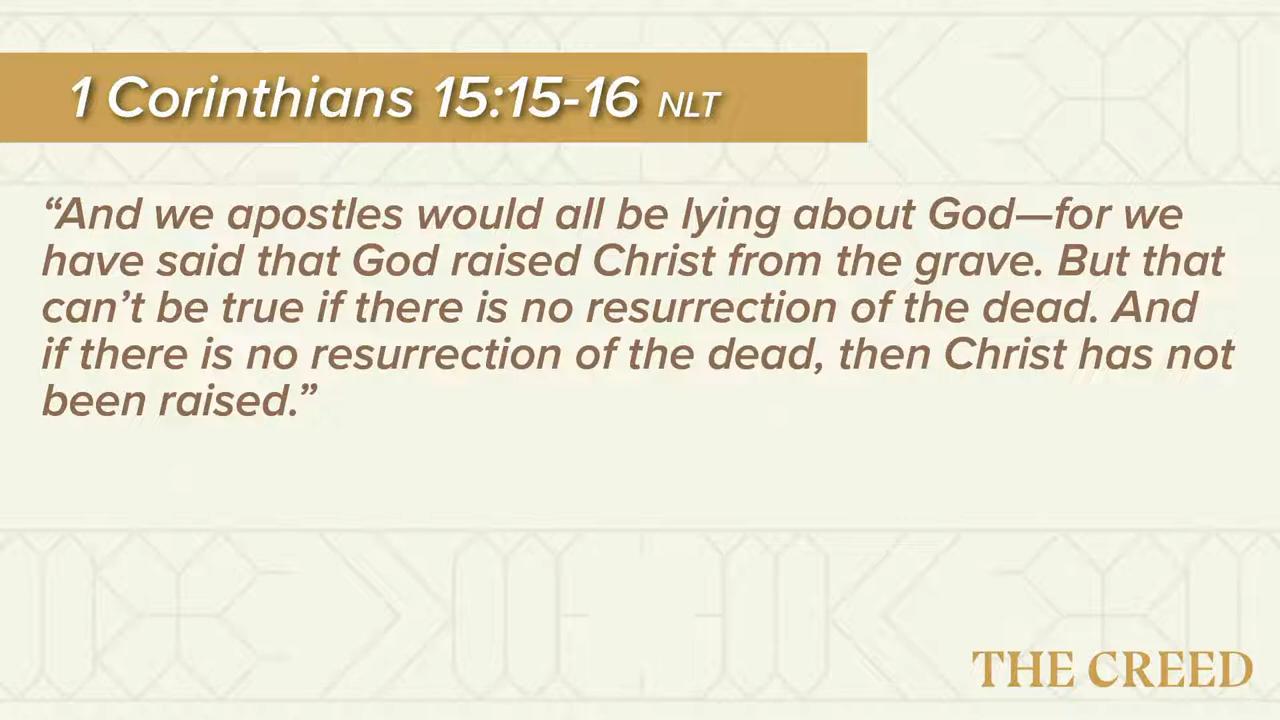 1 Corinthians 15:15-16 NLT
“And we apostles would all be lying about God—for we
have said that God raised Christ from the grave. But that
can’t be true if there is no resurrection of the dead. And
if there is no resurrection of the dead, then Christ has not
been raised.”
THE CREED